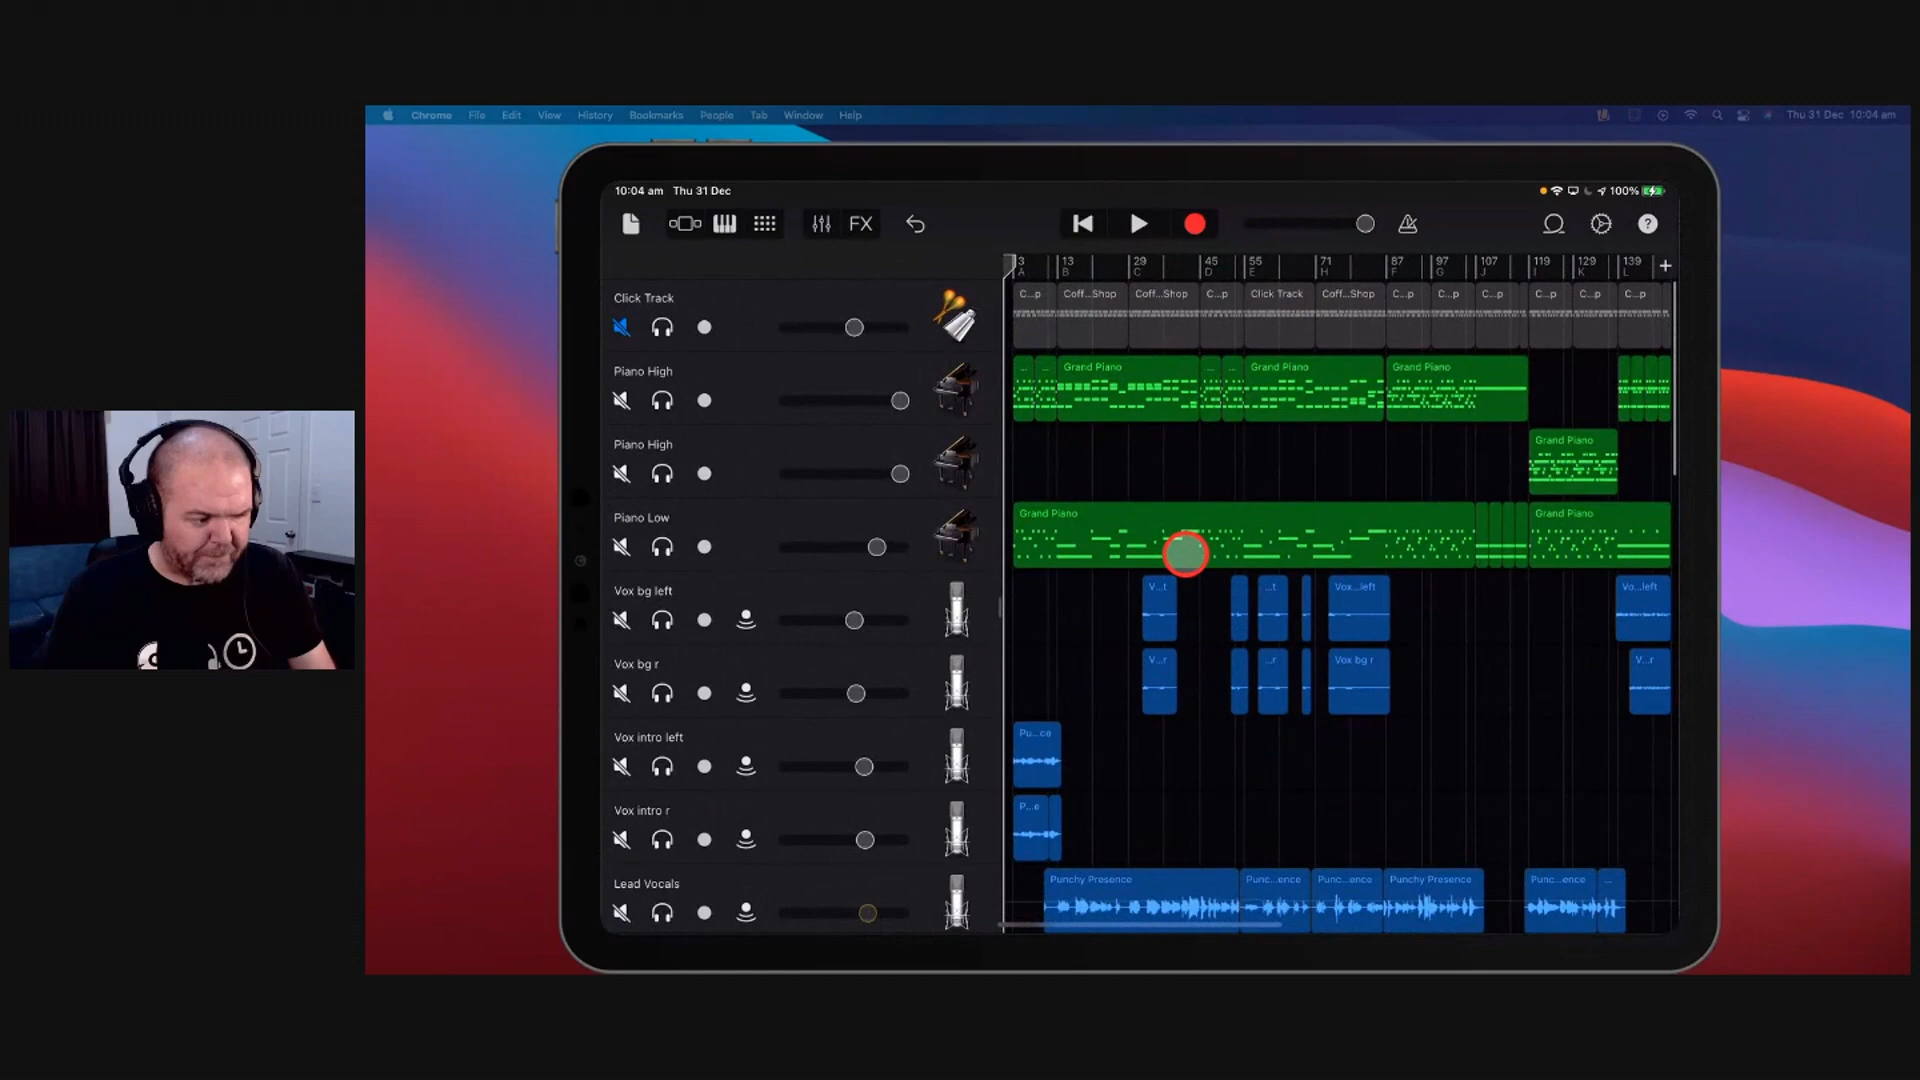 Chrome File Edit View History Bookmarks People Tab Window Help Thu 31 Dec 10:04 am
10:04 am Thu 31 Dec 100%
FX ?
3 13 29 45 55 71 87 97 107 119 129 139 +
A B C D E H F G J I K L
Click Track
C...p Coff...Shop Coff...Shop C...p Click Track Coff...Shop C...p C...p C...p C...p C...p C...p
Piano High
... ... Grand Piano ... ... Grand Piano Grand Piano
Piano High
Grand Piano
Piano Low
Grand Piano Grand Piano
Vox bg left
V...t ...t Vox...left Vo...left
Vox bg r
V...r ...r Vox bg r V...r
Vox intro left
Pu...ce
Vox intro r
P...e
Lead Vocals
Punchy Presence Punc...ence Punc...ence Punchy Presence Punc...ence ...